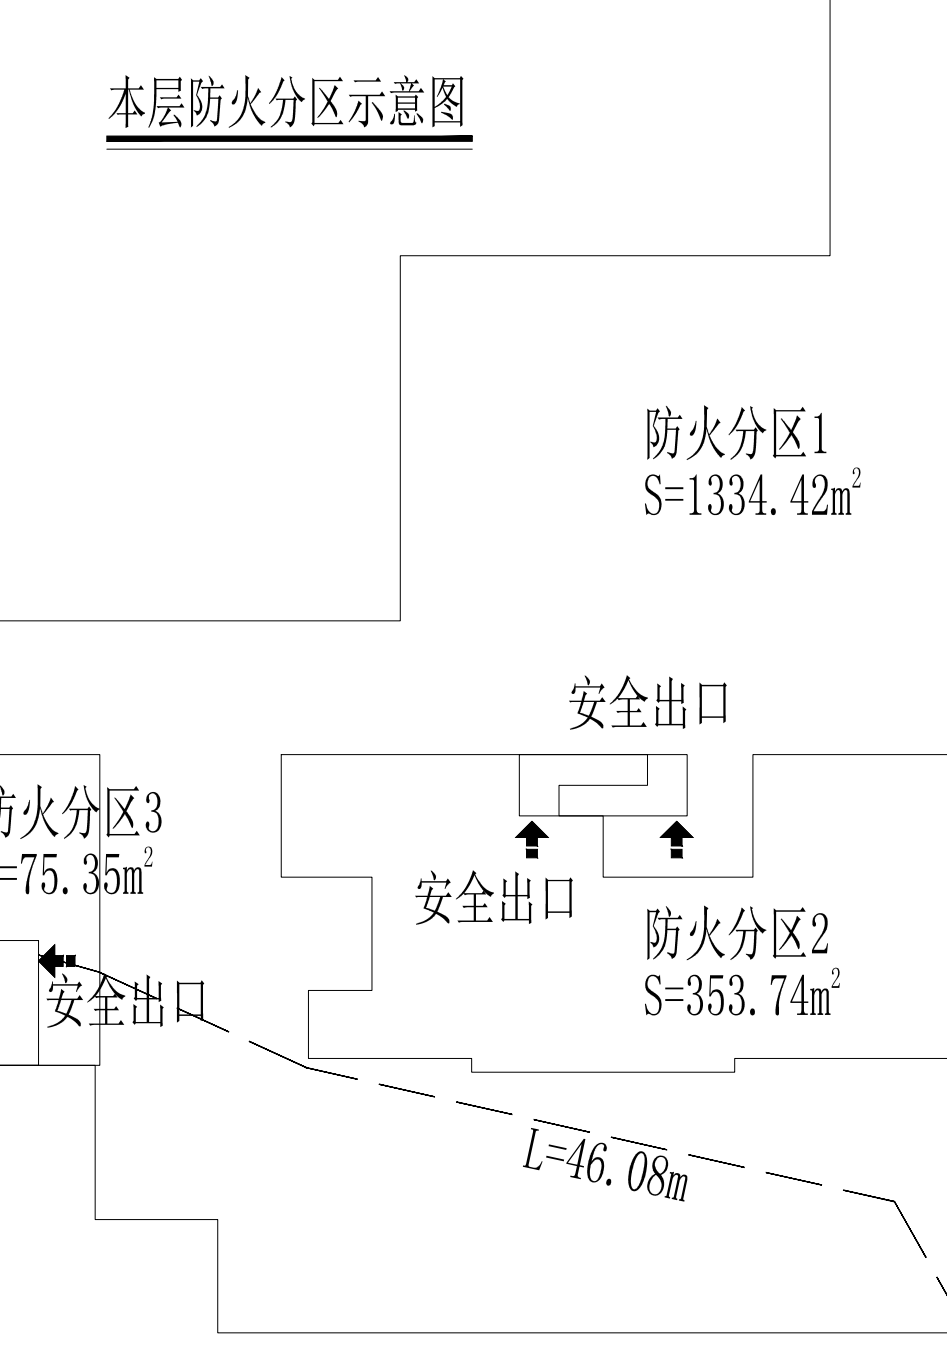 本层防火分区示意图
防火分区1
S=1334.42m²
安全出口
防火分区3
=75.35m²
安全出口
防火分区2
S=353.74m²
安全出口
L=46.08m